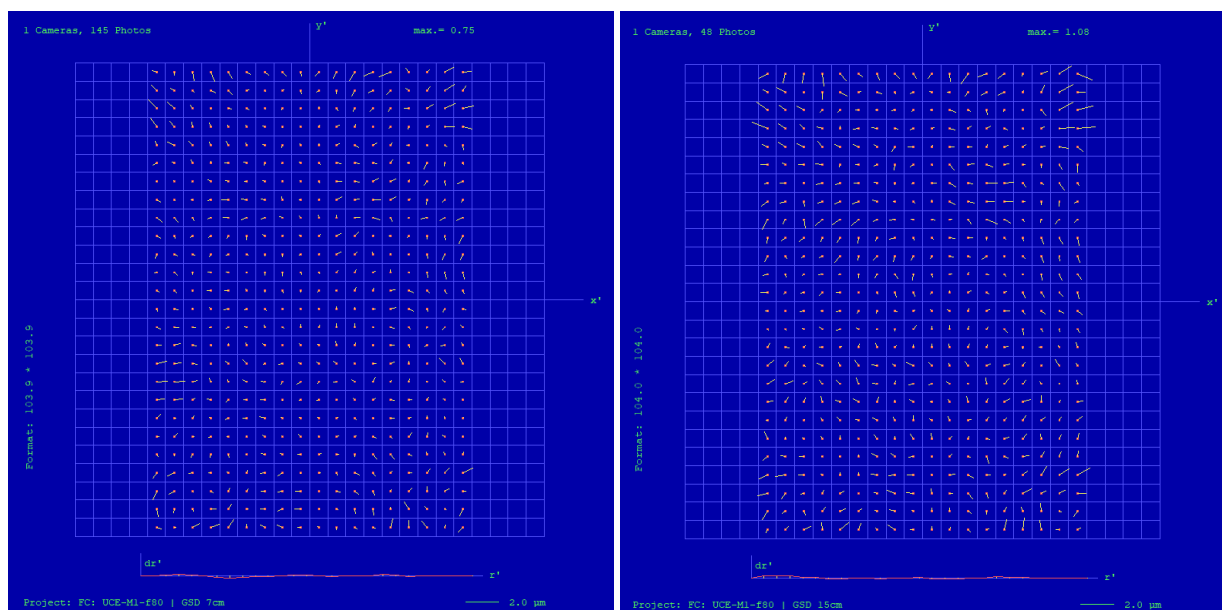 1 Cameras, 145 Photos
y'
max.= 0.75
x'
Format: 103.9 * 103.9
dr'
r'
Project: FC: UCE-M1-f80 | GSD 7cm
2.0 µm
1 Cameras, 48 Photos
y'
max.= 1.08
x'
Format: 104.0 * 104.0
dr'
r'
Project: FC: UCE-M1-f80 | GSD 15cm
2.0 µm